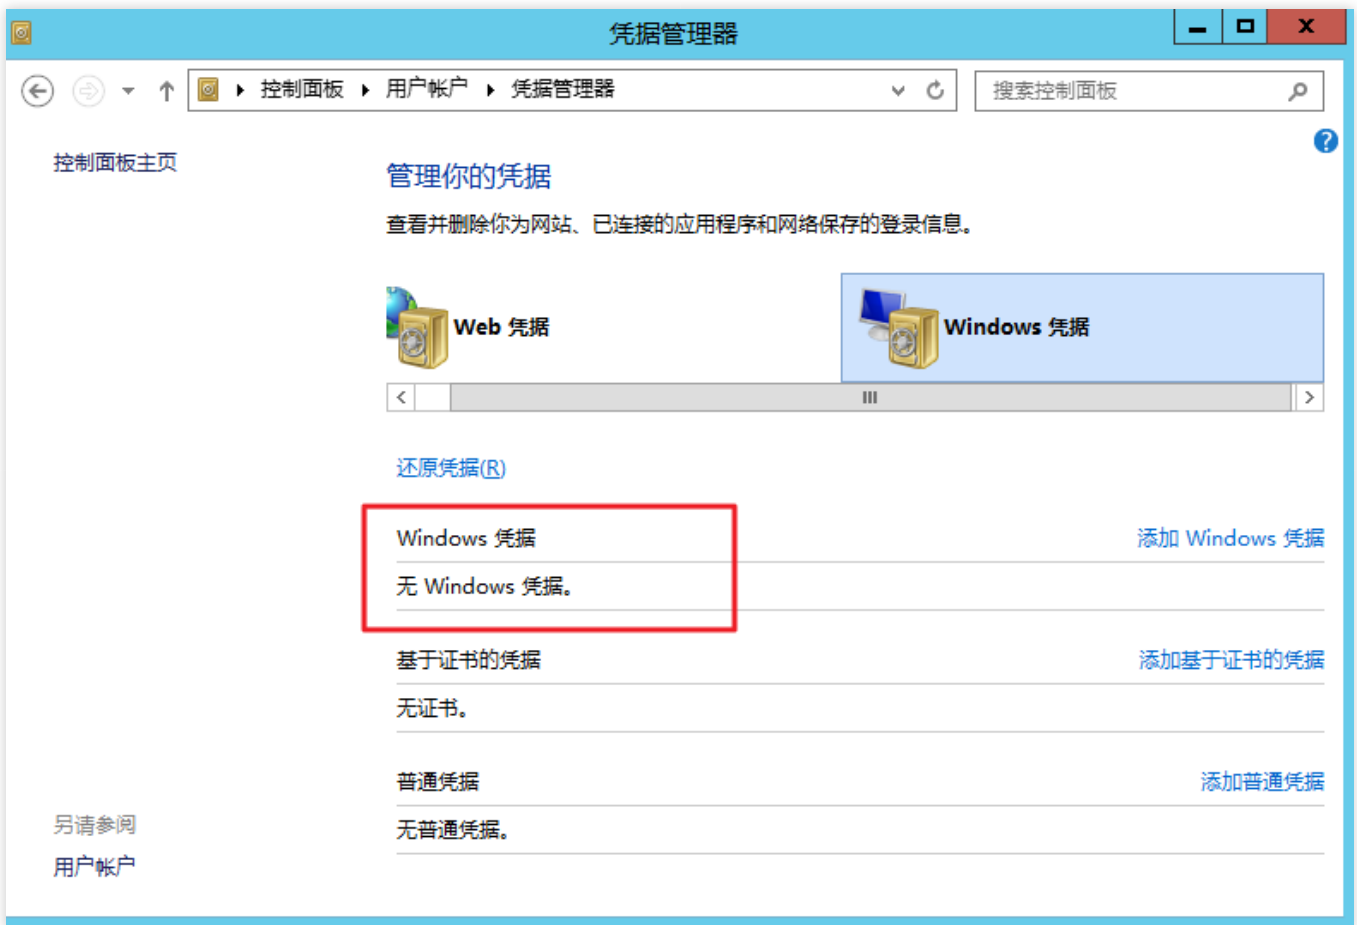 凭据管理器
控制面板 用户帐户 凭据管理器
搜索控制面板
控制面板主页
管理你的凭据
查看并删除你为网站、已连接的应用程序和网络保存的登录信息。
Web 凭据
Windows 凭据
还原凭据(R)
Windows 凭据
添加 Windows 凭据
无 Windows 凭据。
基于证书的凭据
添加基于证书的凭据
无证书。
普通凭据
添加普通凭据
无普通凭据。
另请参阅
用户帐户